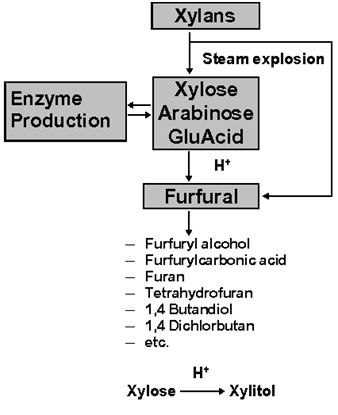 Xylans
Steam explosion
Enzyme
Production
Xylose
Arabinose
GluAcid
H+
Furfural
– Furfuryl alcohol
– Furfurylcarbonic acid
– Furan
– Tetrahydrofuran
– 1,4 Butandiol
– 1,4 Dichlorbutan
– etc.
H+
Xylose → Xylitol